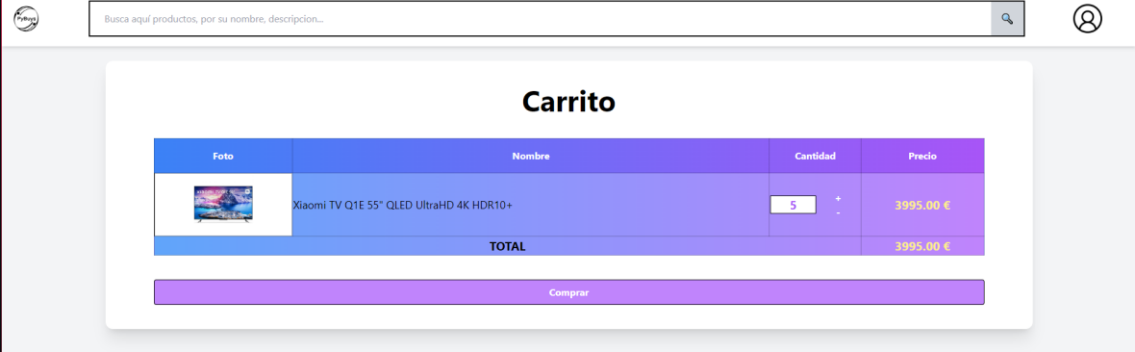 PyBuys
Busca aquí productos, por su nombre, descripcion...
Carrito
Foto Nombre Cantidad Precio
Xiaomi TV Q1E 55" QLED UltraHD 4K HDR10+ 5 + - 3995.00 €
TOTAL 3995.00 €
Comprar